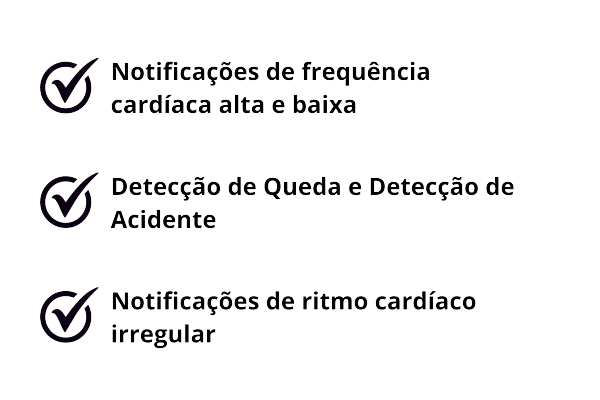 Notificações de frequência
cardíaca alta e baixa
Detecção de Queda e Detecção de
Acidente
Notificações de ritmo cardíaco
irregular